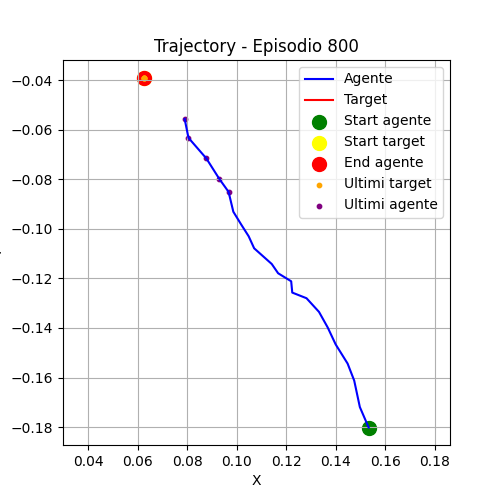 Trajectory - Episodio 800
Agente
Target
Start agente
Start target
End agente
Ultimi target
Ultimi agente
−0.04
−0.06
−0.08
−0.10
−0.12
−0.14
−0.16
−0.18
0.04
0.06
0.08
0.10
0.12
0.14
0.16
0.18
X